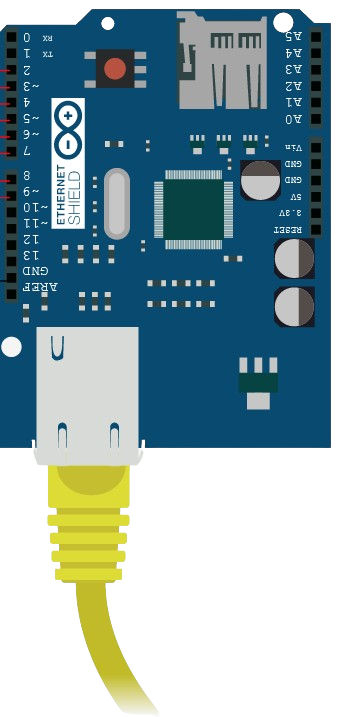 0 RX
1 TX
2
~3
4
~5
~6
7
8
~9
~10
~11
12
13
GND
AREF
ETHERNET
SHIELD
A5
A4
A3
A2
A1
A0
Vin
GND
GND
5V
3.3V
RESET